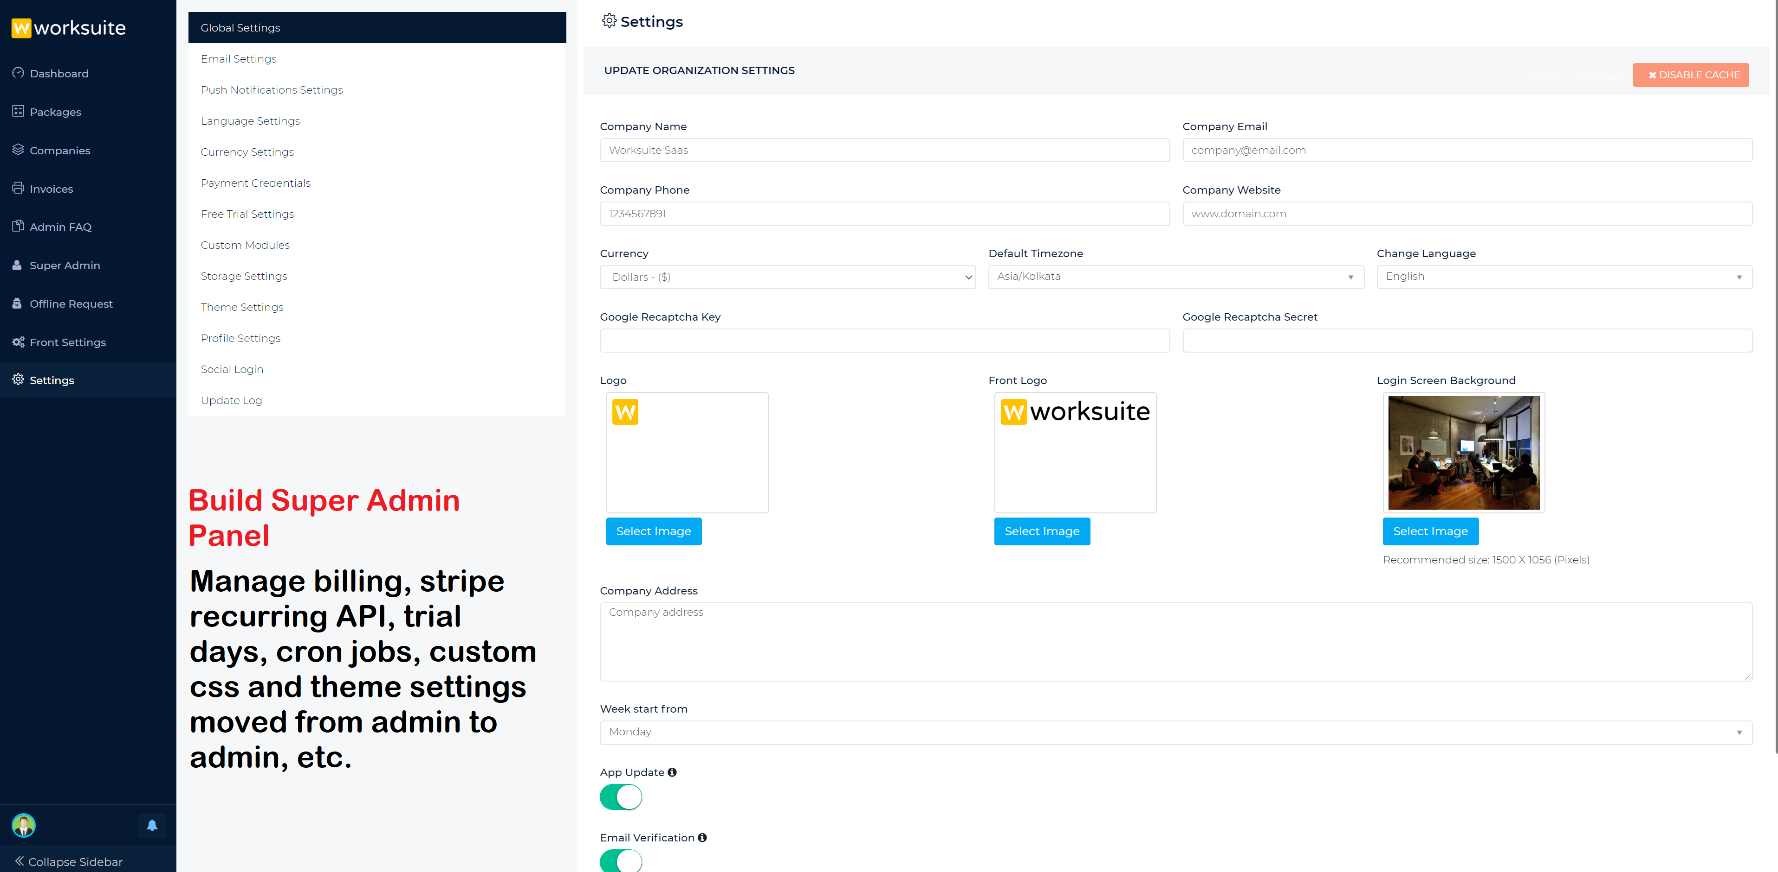 worksuite
Dashboard
Packages
Companies
Invoices
Admin FAQ
Super Admin
Offline Request
Front Settings
Settings
Collapse Sidebar
Global Settings
Email Settings
Push Notifications Settings
Language Settings
Currency Settings
Payment Credentials
Free Trial Settings
Custom Modules
Storage Settings
Theme Settings
Profile Settings
Social Login
Update Log
Build Super Admin
Panel
Manage billing, stripe
recurring API, trial
days, cron jobs, custom
css and theme settings
moved from admin to
admin, etc.
Settings
UPDATE ORGANIZATION SETTINGS
✖ DISABLE CACHE
Company Name
Worksuite Saas
Company Email
company@email.com
Company Phone
1234567891
Company Website
www.domain.com
Currency
Dollars - ($)
Default Timezone
Asia/Kolkata
Change Language
English
Google Recaptcha Key
Google Recaptcha Secret
Logo
W
Select Image
Front Logo
worksuite
Select Image
Login Screen Background
Select Image
Recommended size: 1500 X 1056 (Pixels)
Company Address
Company address
Week start from
Monday
App Update
Email Verification